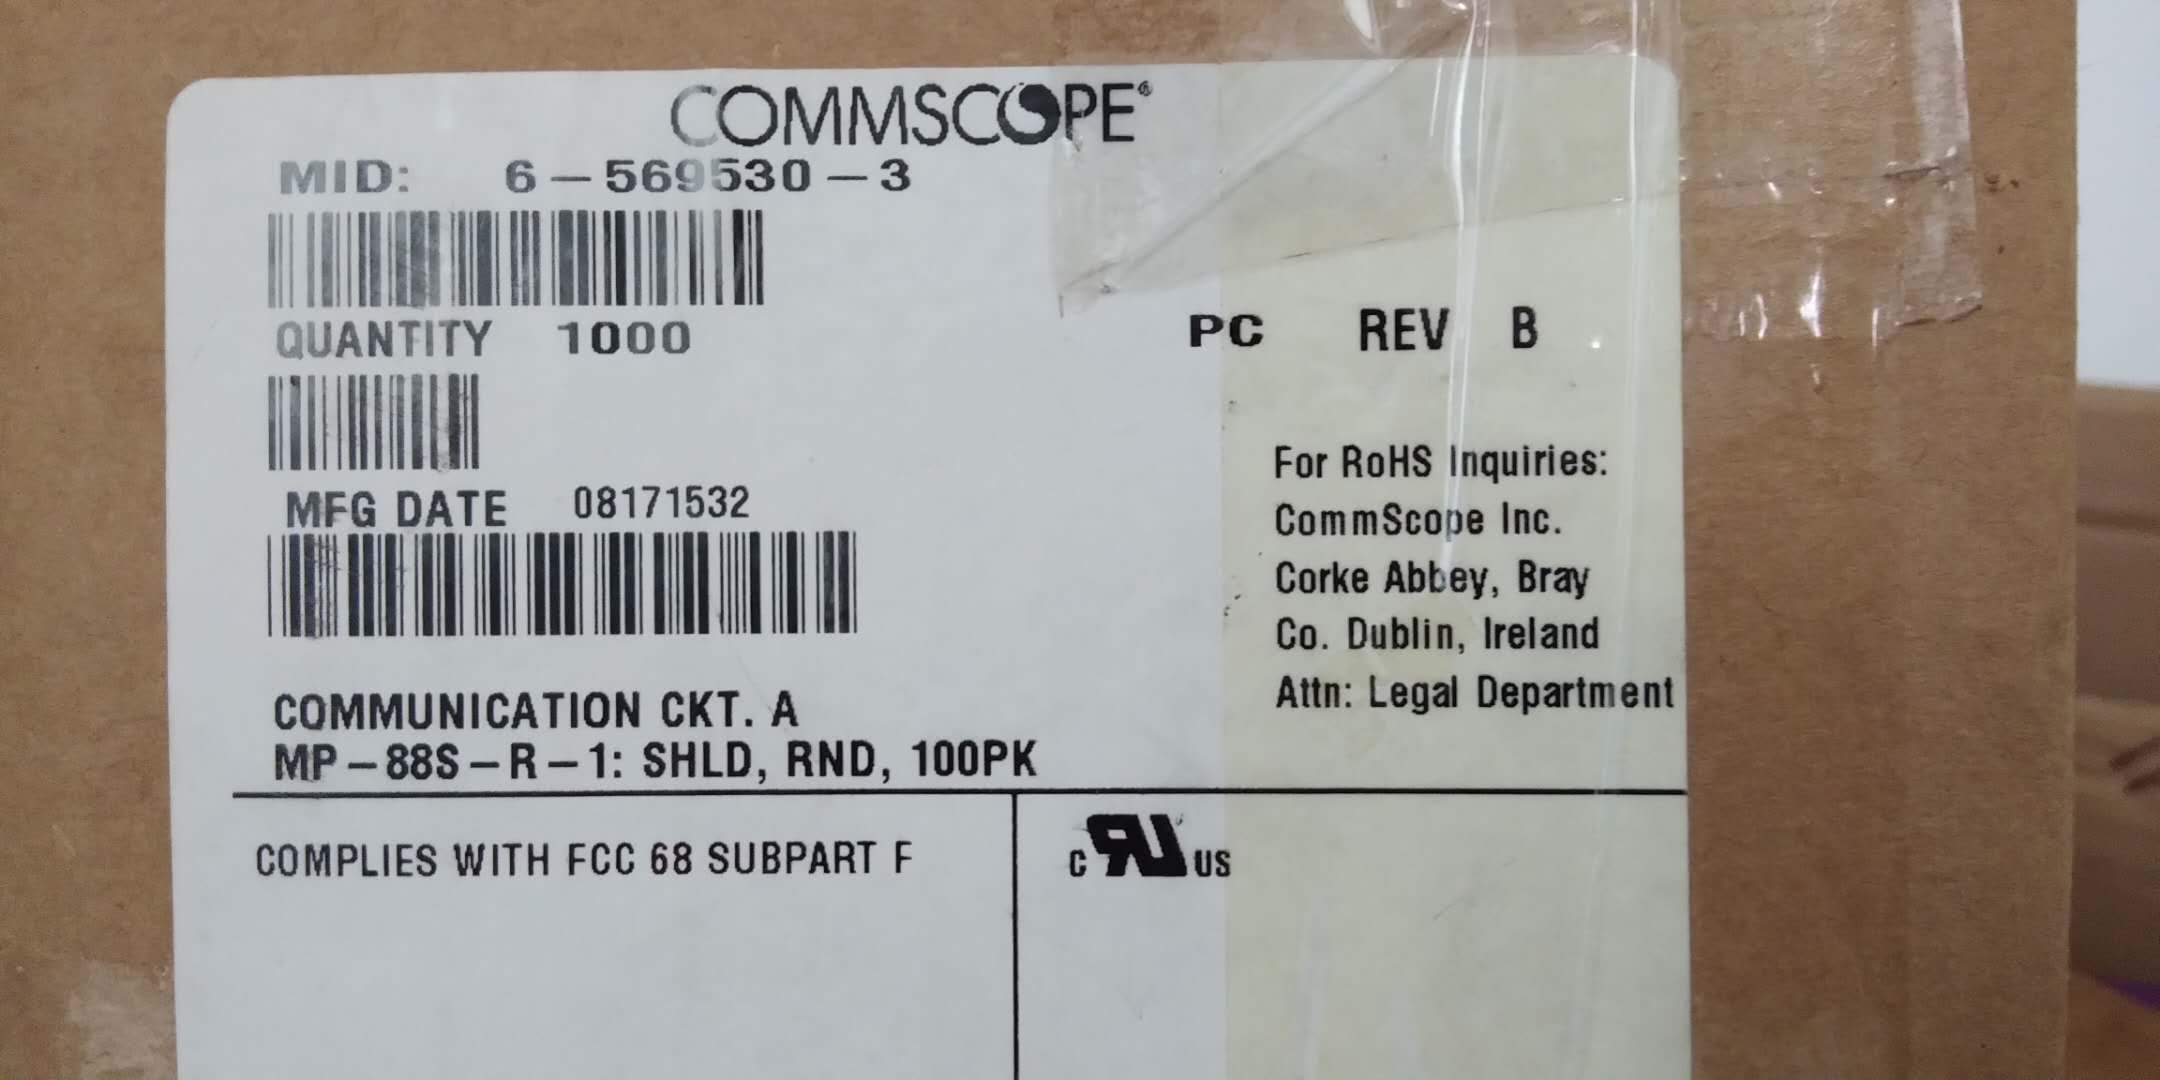 COMMSCOPE®
MID: 6-569530-3
QUANTITY 1000 PC REV B
MFG DATE 08171532
For RoHS Inquiries:
CommScope Inc.
Corke Abbey, Bray
Co. Dublin, Ireland
Attn: Legal Department
COMMUNICATION CKT. A
MP-88S-R-1: SHLD, RND, 100PK
COMPLIES WITH FCC 68 SUBPART F
C RU US